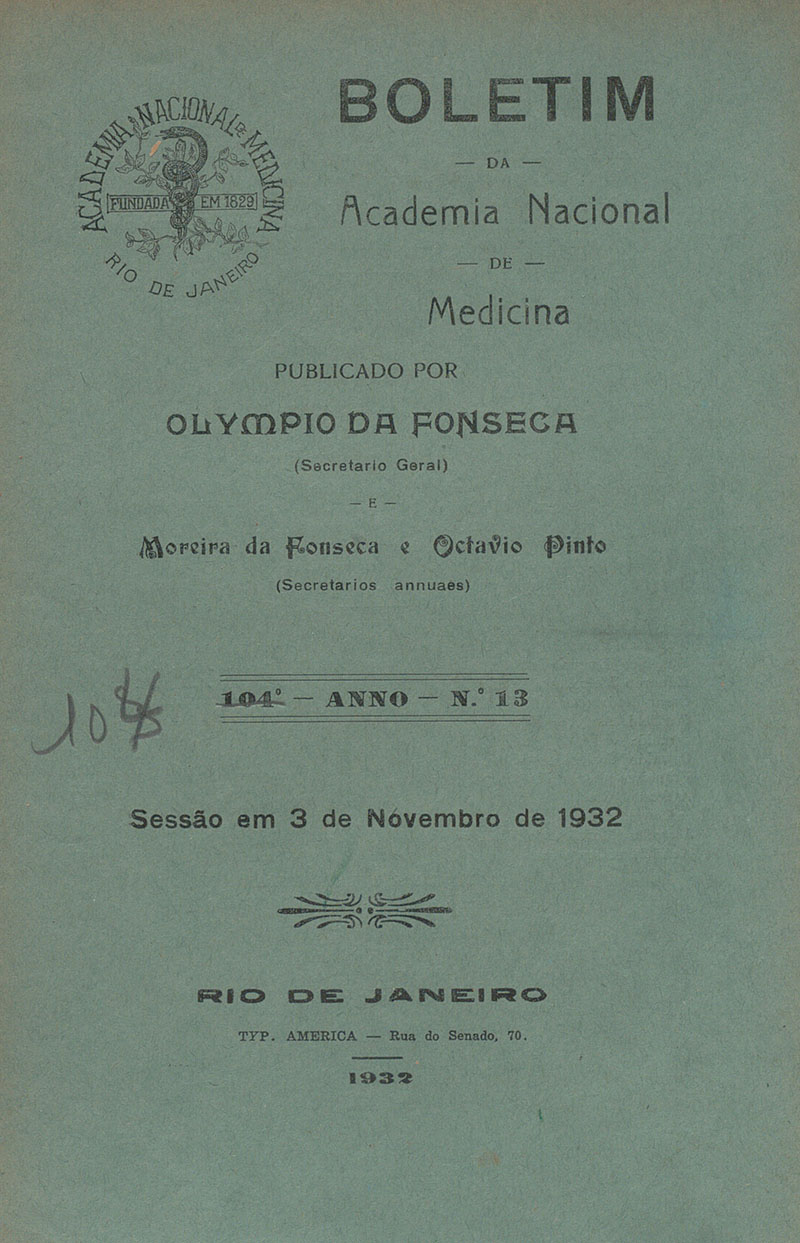 ACADEMIA NACIONAL DE MEDICINA
FUNDADA EM 1829
RIO DE JANEIRO
BOLETIM
— DA —
Academia Nacional
— DE —
Medicina
PUBLICADO POR
OLYMPIO DA FONSECA
(Secretario Geral)
— E —
Moreira da Fonseca e Octavio Pinto
(Secretarios annuaes)
104.º — ANNO — N.º 13
Sessão em 3 de Novembro de 1932
RIO DE JANEIRO
TYP. AMERICA — Rua do Senado, 70.
1932